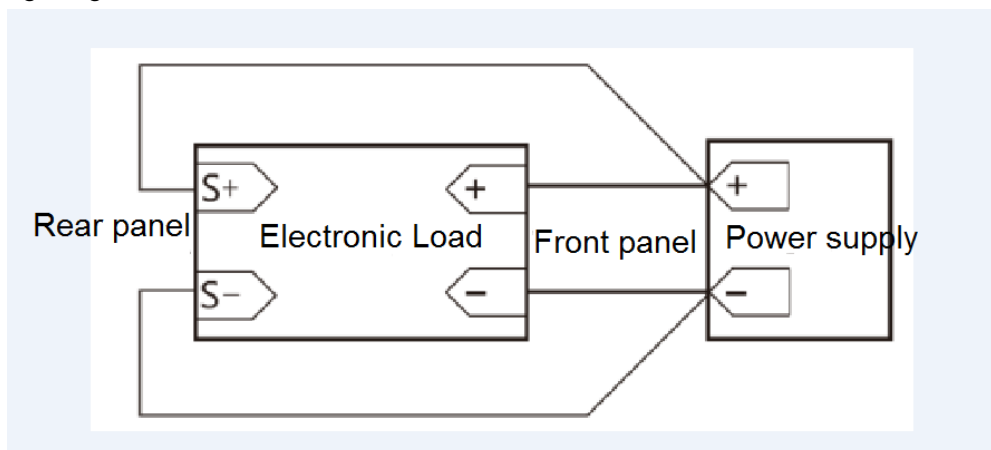 S+
+
+
Rear panel
Electronic Load
Front panel
Power supply
S−
−
−